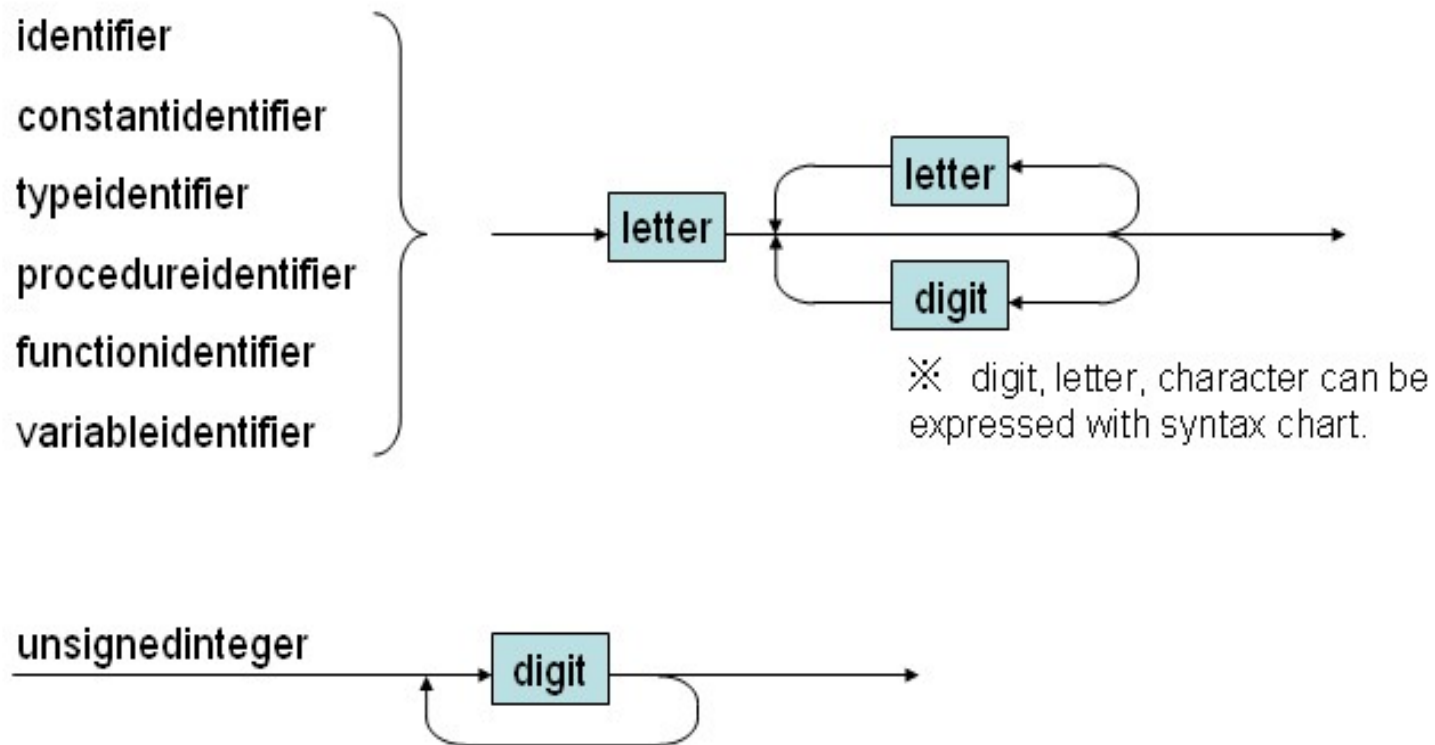 identifier
constantidentifier
typeidentifier
procedureidentifier
functionidentifier
variableidentifier
letter
letter
digit
※ digit, letter, character can be
expressed with syntax chart.
unsignedinteger
digit